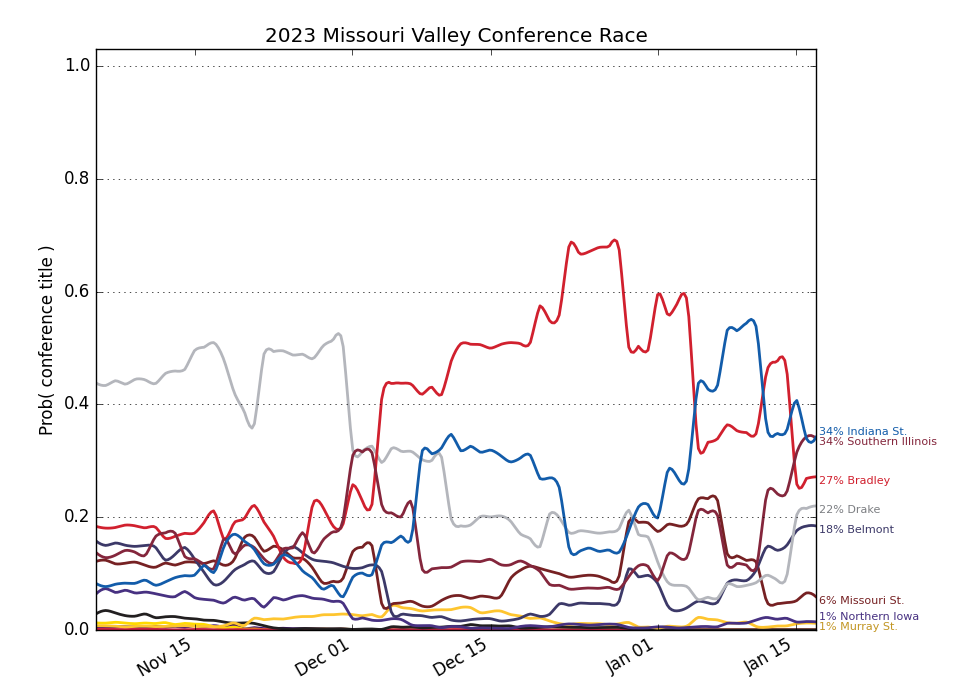 2023 Missouri Valley Conference Race
Prob( conference title )
1.0
0.8
0.6
0.4
0.2
0.0
Nov 15
Dec 01
Dec 15
Jan 01
Jan 15
34% Indiana St.
34% Southern Illinois
27% Bradley
22% Drake
18% Belmont
6% Missouri St.
1% Northern Iowa
1% Murray St.